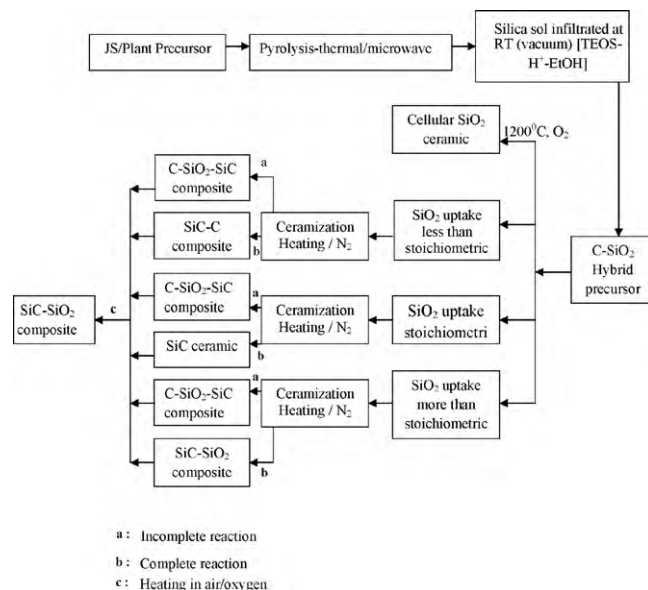 JS/Plant Precursor
Pyrolysis-thermal/microwave
Silica sol infiltrated at
RT (vacuum) [TEOS-
H⁺-EtOH]
Cellular SiO₂
ceramic
1200⁰C, O₂
C-SiO₂-SiC
composite
a
SiC-C
composite
b
Ceramization
Heating / N₂
SiO₂ uptake
less than
stoichiometric
C-SiO₂
Hybrid
precursor
C-SiO₂-SiC
composite
a
SiC-SiO₂
composite
c
Ceramization
Heating / N₂
SiO₂ uptake
stoichiometri
SiC ceramic
b
C-SiO₂-SiC
composite
a
Ceramization
Heating / N₂
SiO₂ uptake
more than
stoichiometric
SiC-SiO₂
composite
b
a : Incomplete reaction
b : Complete reaction
c : Heating in air/oxygen